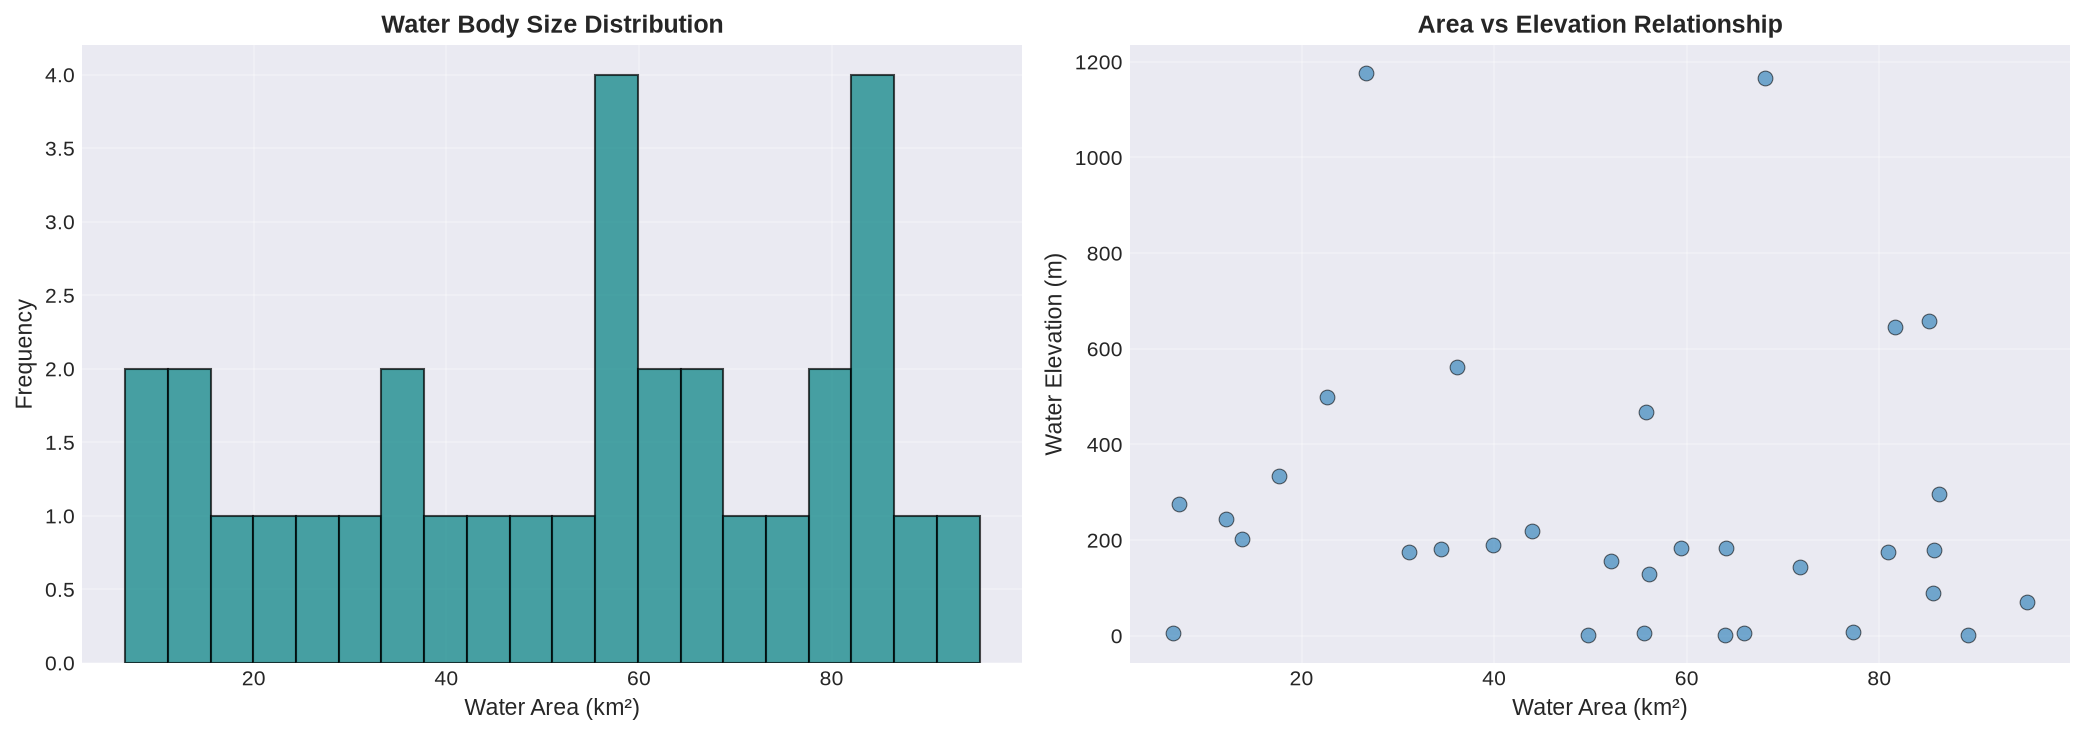 Water Body Size Distribution
4.0
3.5
3.0
2.5
2.0
1.5
1.0
0.5
0.0
Frequency
20 40 60 80
Water Area (km²)
Area vs Elevation Relationship
1200
1000
800
600
400
200
0
Water Elevation (m)
20 40 60 80
Water Area (km²)